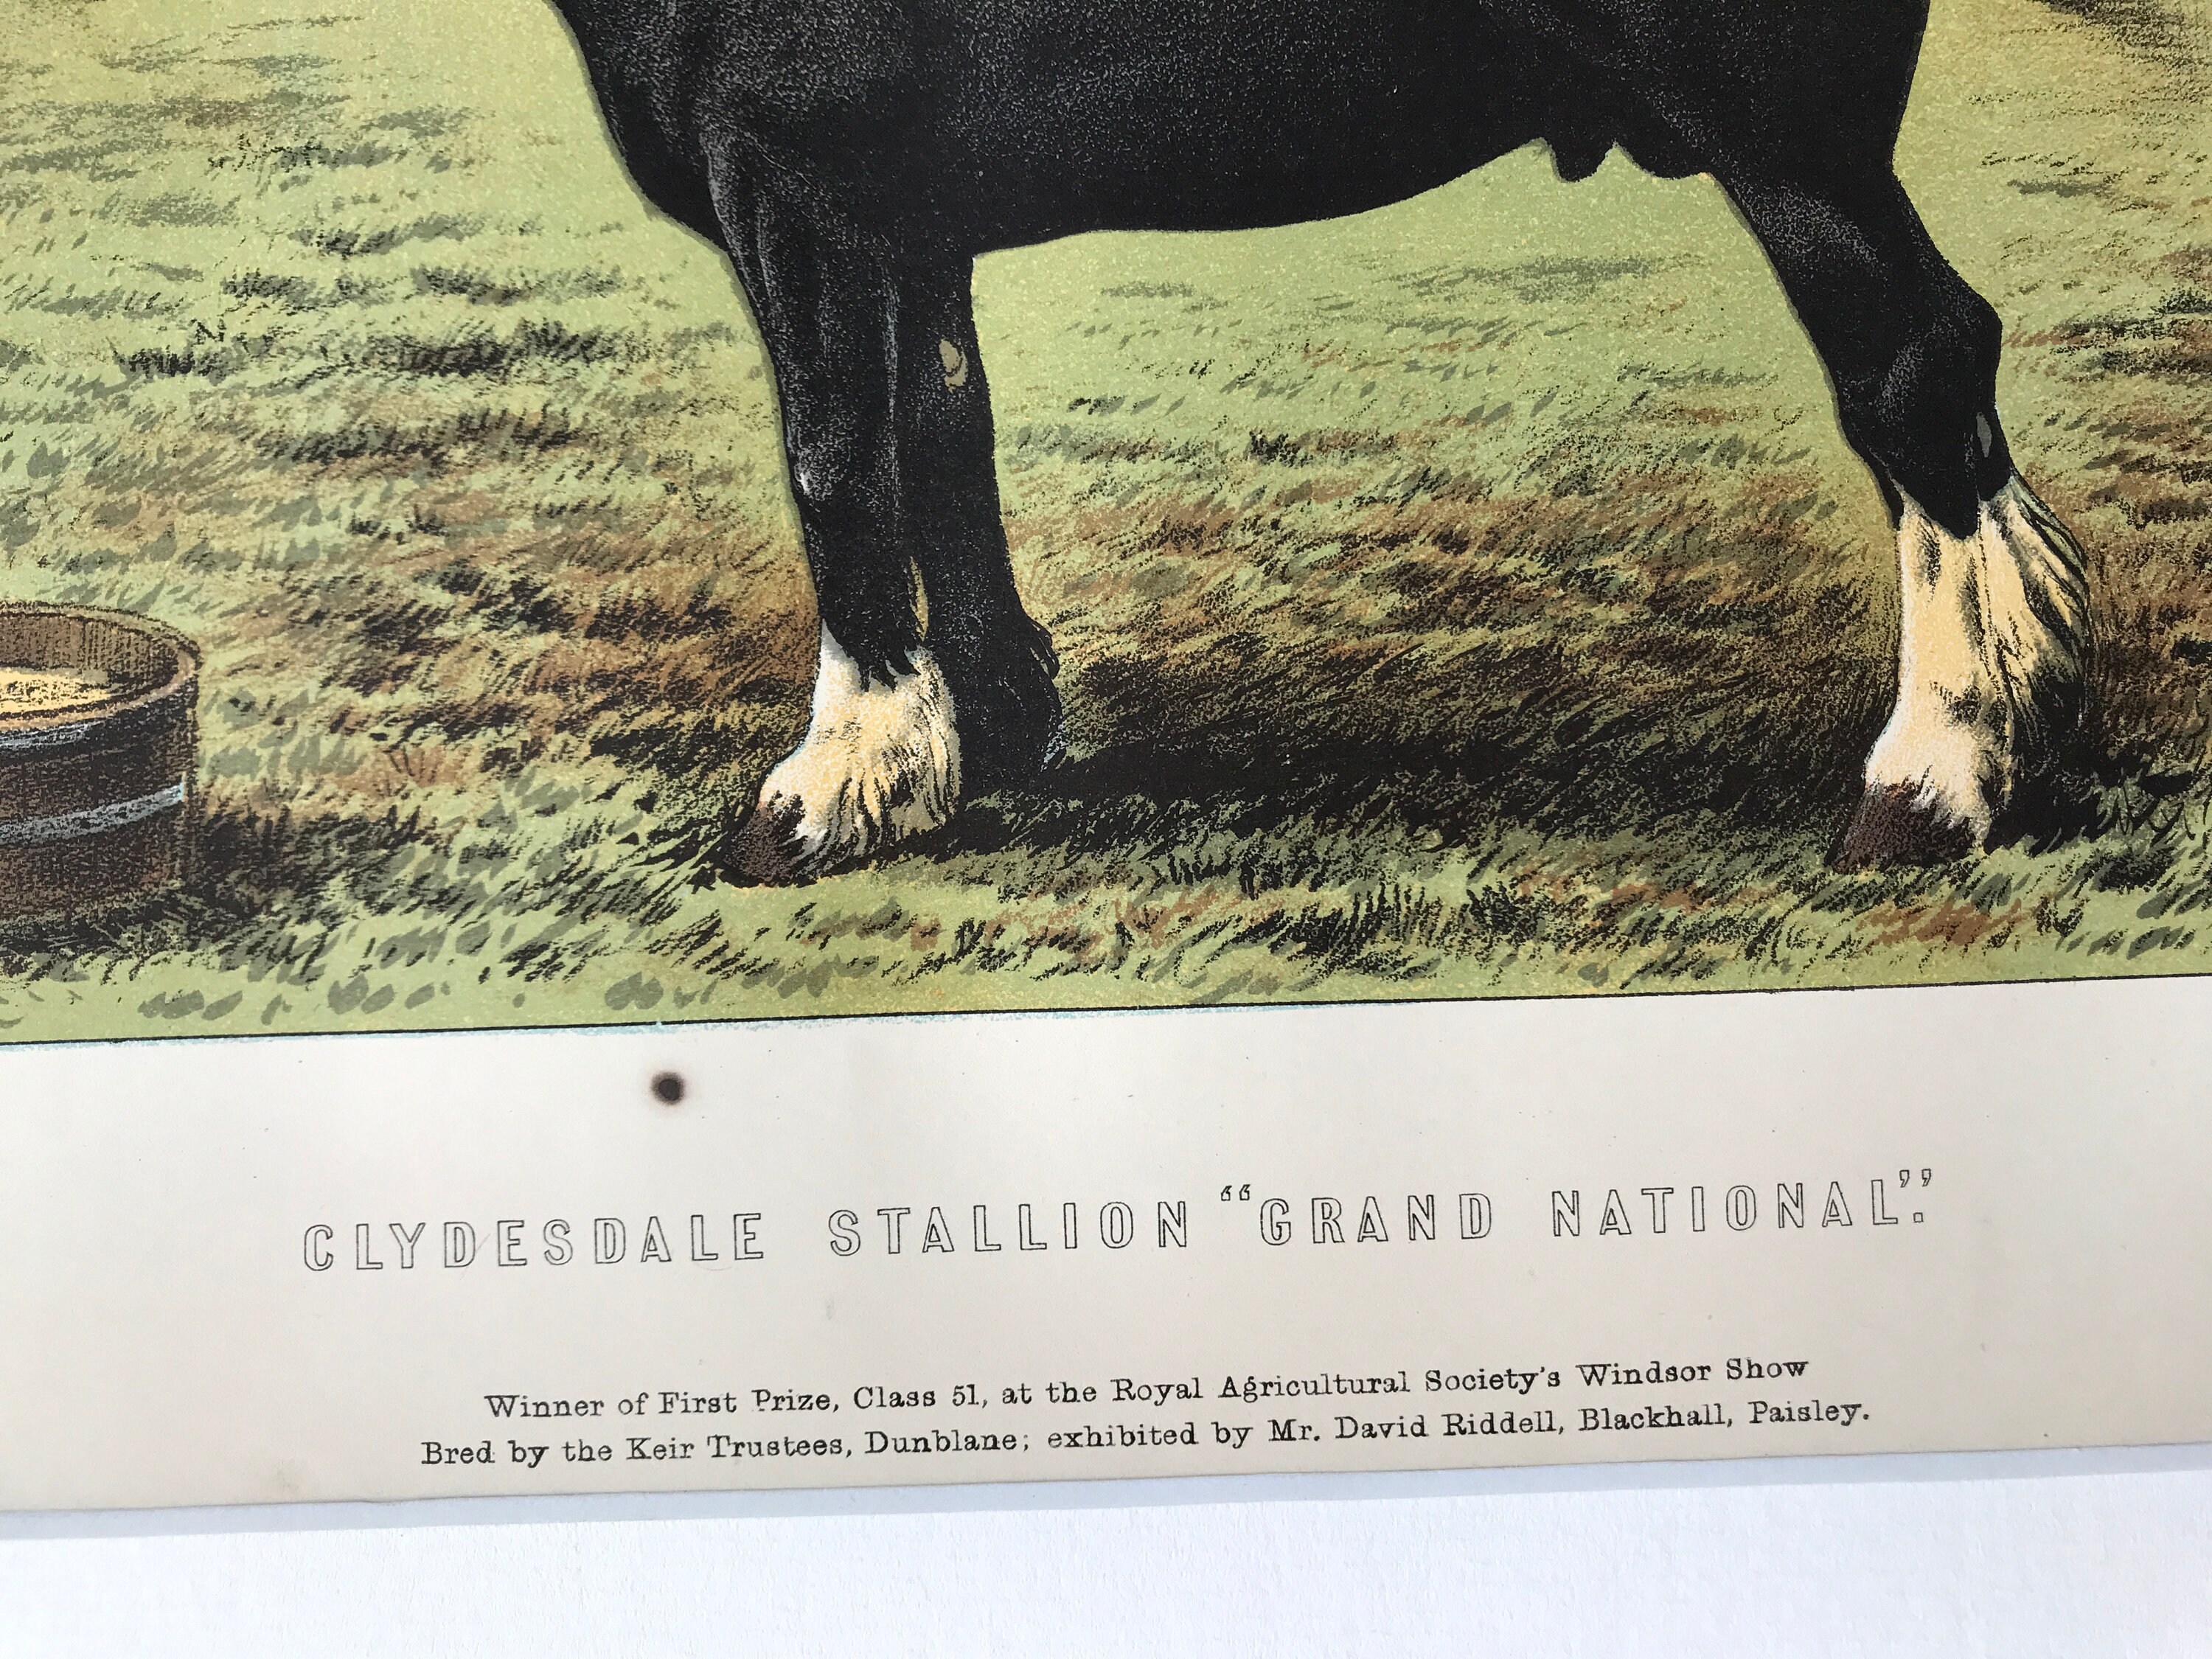 CLYDESDALE STALLION "GRAND NATIONAL."
Winner of First Prize, Class 51, at the Royal Agricultural Society's Windsor Show
Bred by the Keir Trustees, Dunblane; exhibited by Mr. David Riddell, Blackhall, Paisley.